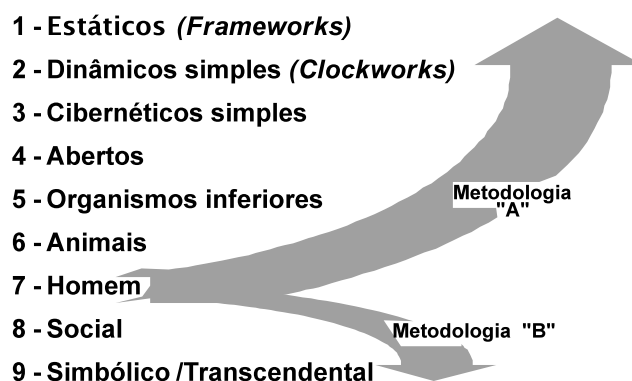 1 - Estáticos (Frameworks)
2 - Dinâmicos simples (Clockworks)
3 - Cibernéticos simples
4 - Abertos
5 - Organismos inferiores
Metodologia
"A"
6 - Animais
7 - Homem
8 - Social
Metodologia "B"
9 - Simbólico /Transcendental